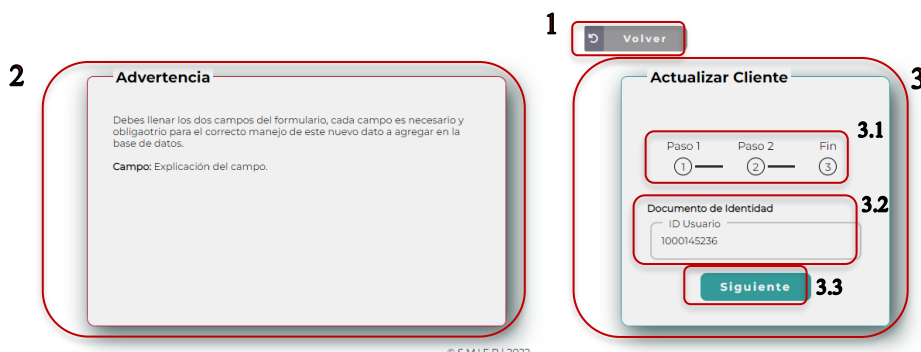 1
Volver
2
Advertencia
Debes llenar los dos campos del formulario, cada campo es necesario y
obligaotrio para el correcto manejo de este nuevo dato a agregar en la
base de datos.
Campo: Explicación del campo.
3
Actualizar Cliente
3.1
Paso 1 Paso 2 Fin
1 2 3
3.2
Documento de Identidad
ID Usuario
1000145236
Siguiente
3.3